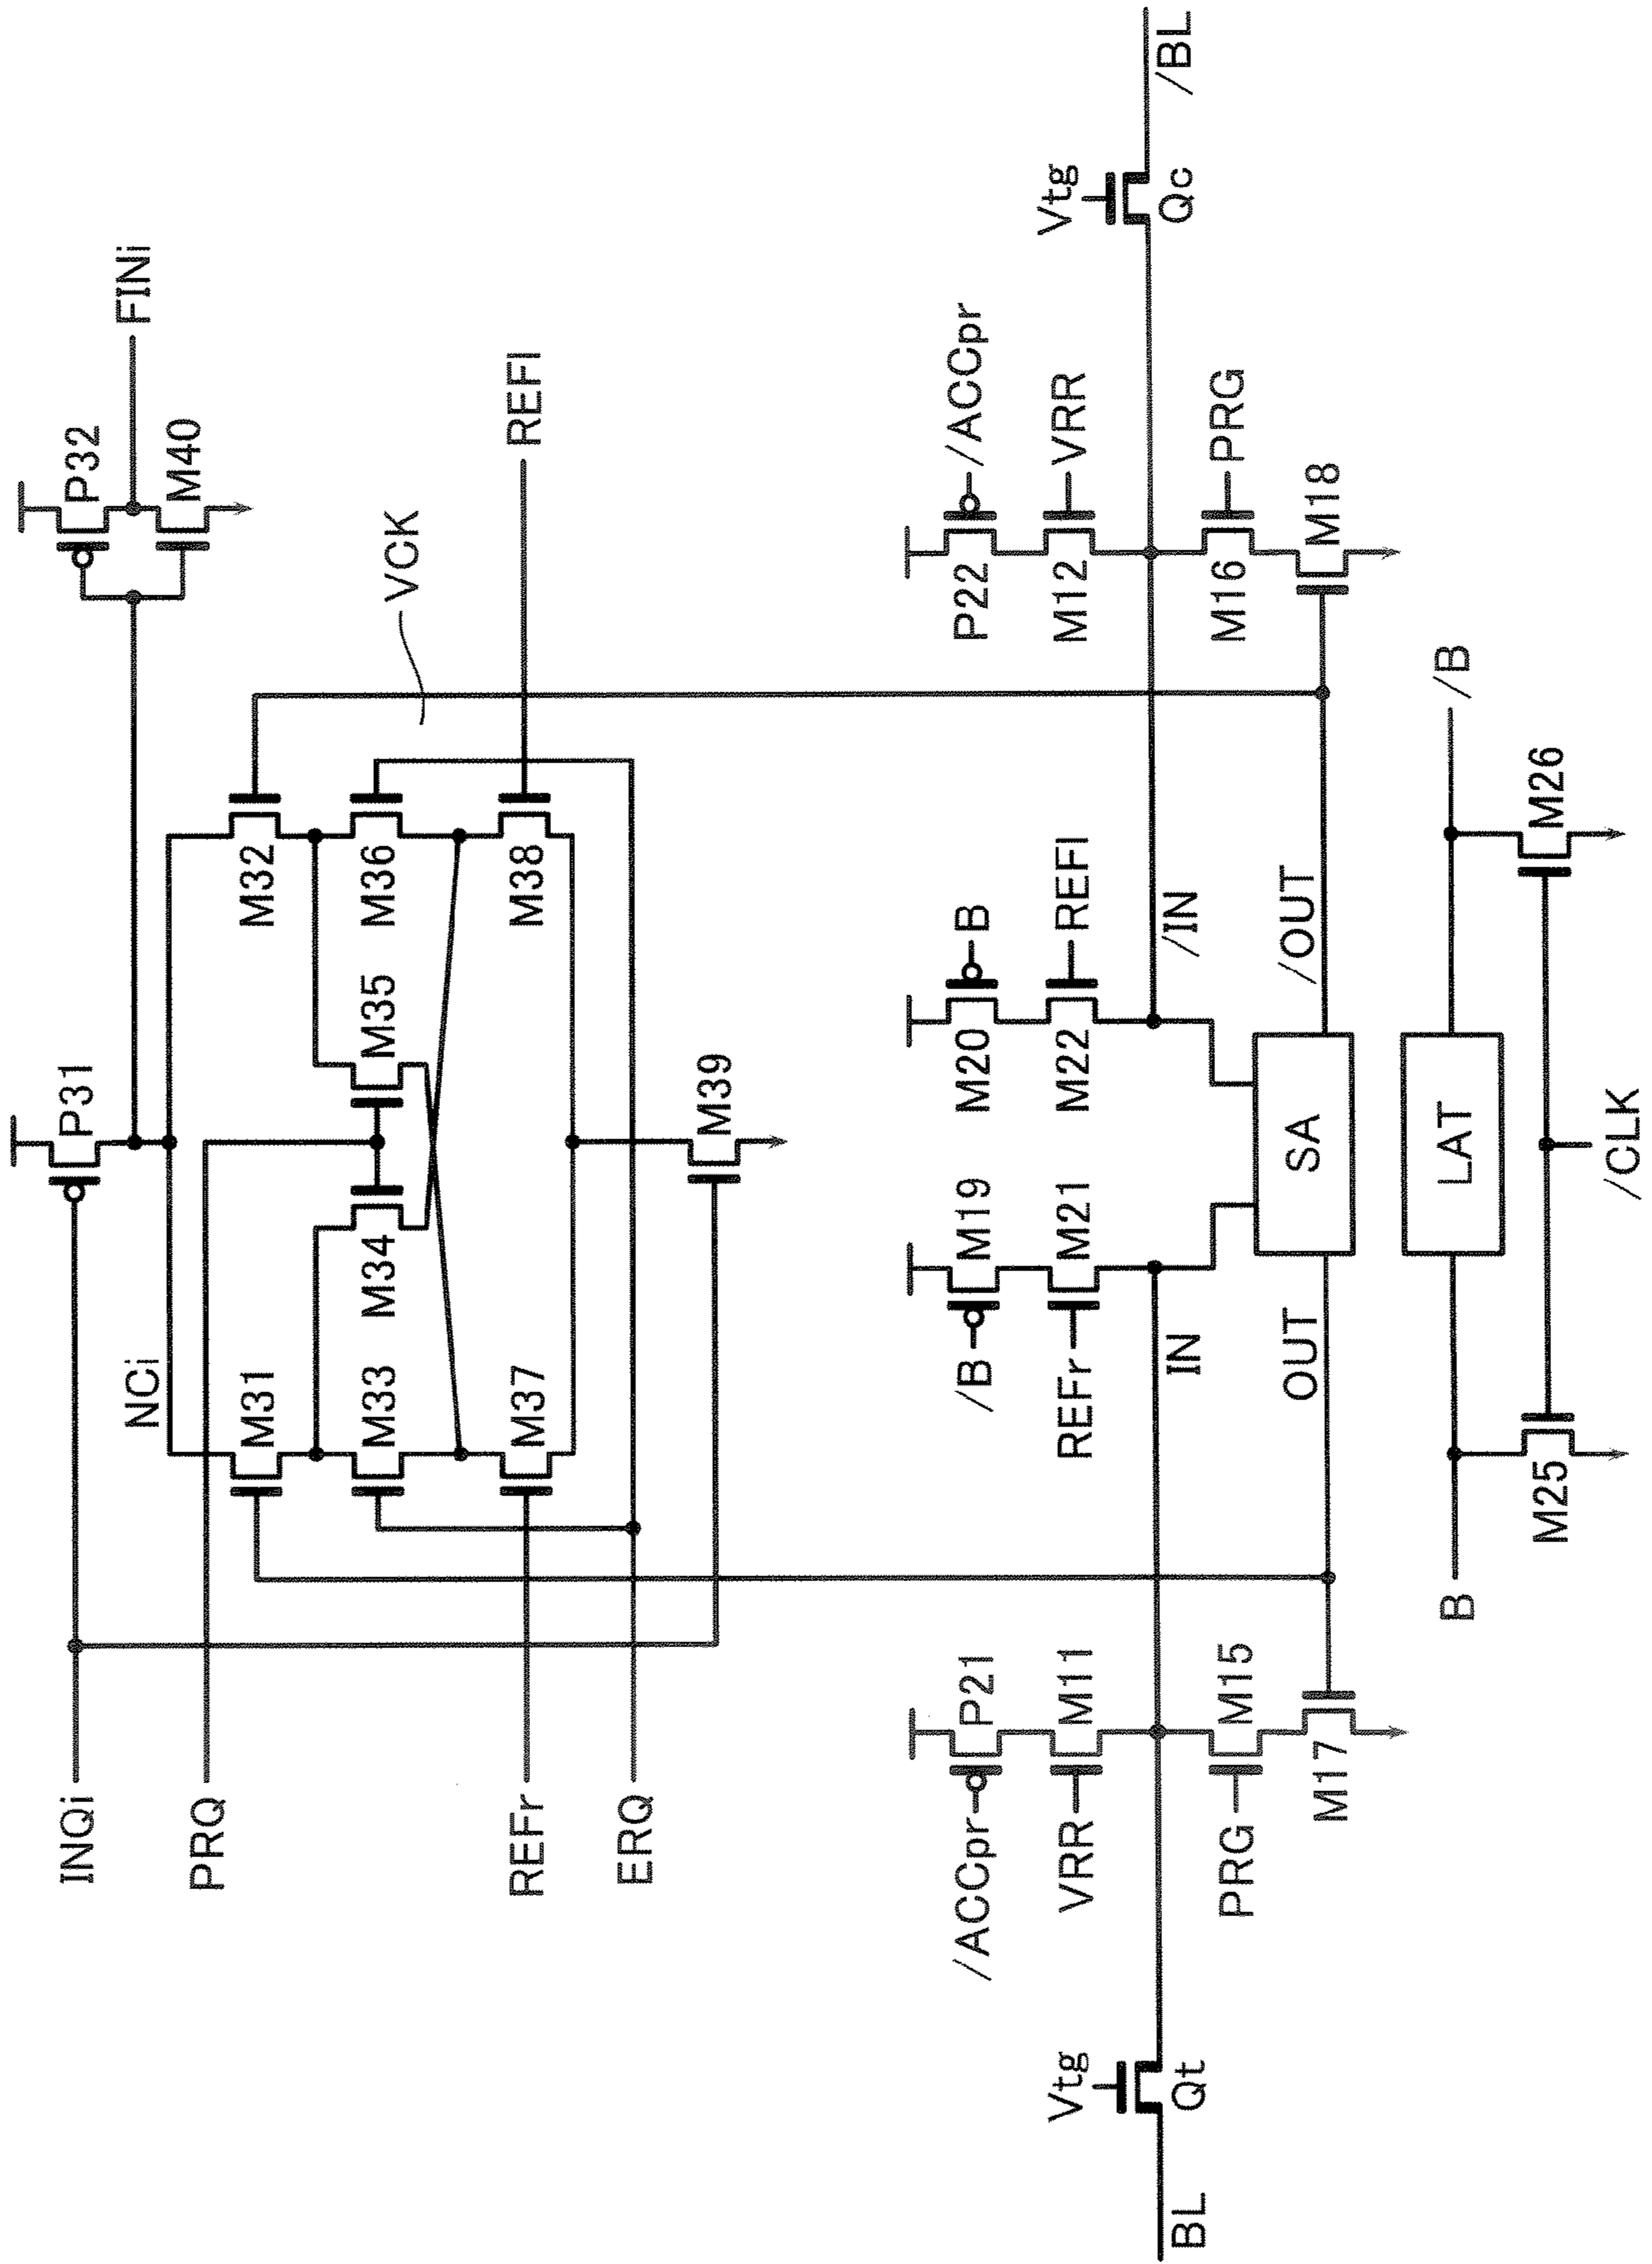 INQi
PRQ
REFr
ERQ
NCi
P31
M31
M33
M37
M34
M35
M32
M36
M38
M39
P32
M40
FINi
VCK
REFl
/ACCpr
P21
VRR
M11
PRG
M15
M17
/B
M19
REFr
M21
B
M20
REFl
M22
/ACCpr
P22
VRR
M12
PRG
M16
M18
Vtg
Qt
BL
IN
/IN
Vtg
Qc
/BL
OUT
SA
/OUT
B
LAT
/B
M25
M26
/CLK